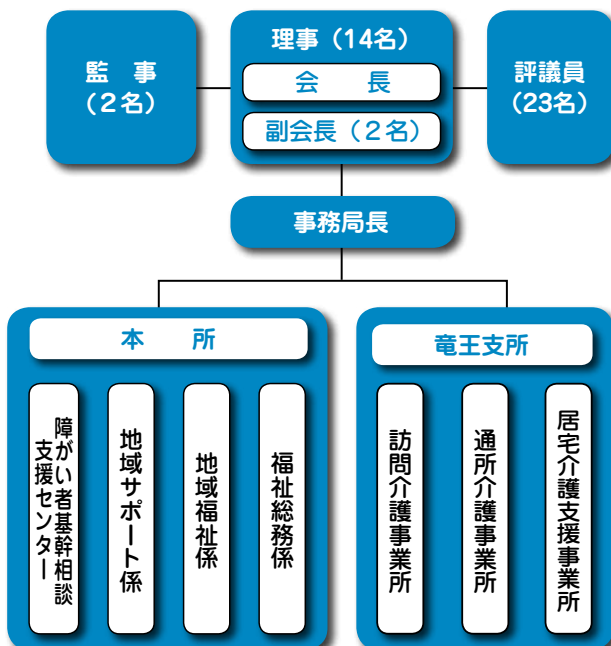 監　事
（2名）
理事（14名）
会　　長
副会長（2名）
評議員
（23名）
事務局長
本　　所
障がい者基幹相談
支援センター
地域サポート係
地域福祉係
福祉総務係
竜王支所
訪問介護事業所
通所介護事業所
居宅介護支援事業所